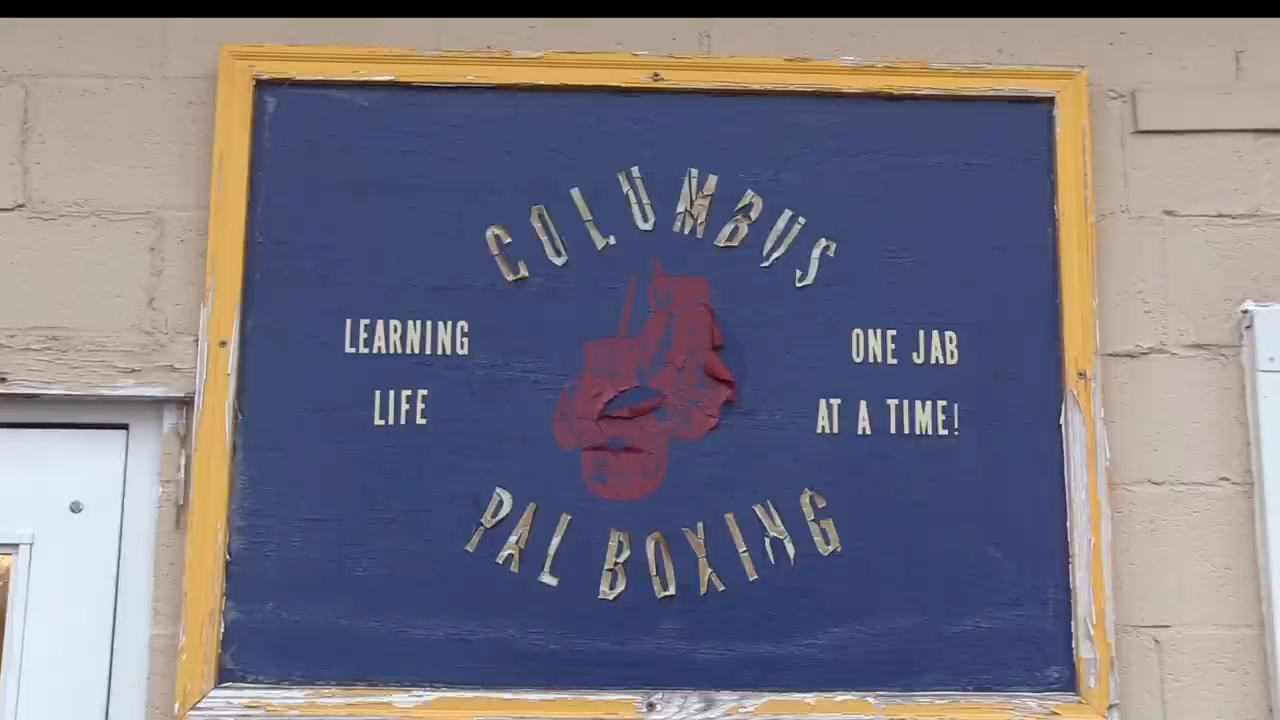 COLUMBUS
LEARNING
LIFE
ONE JAB
AT A TIME!
PAL BOXING